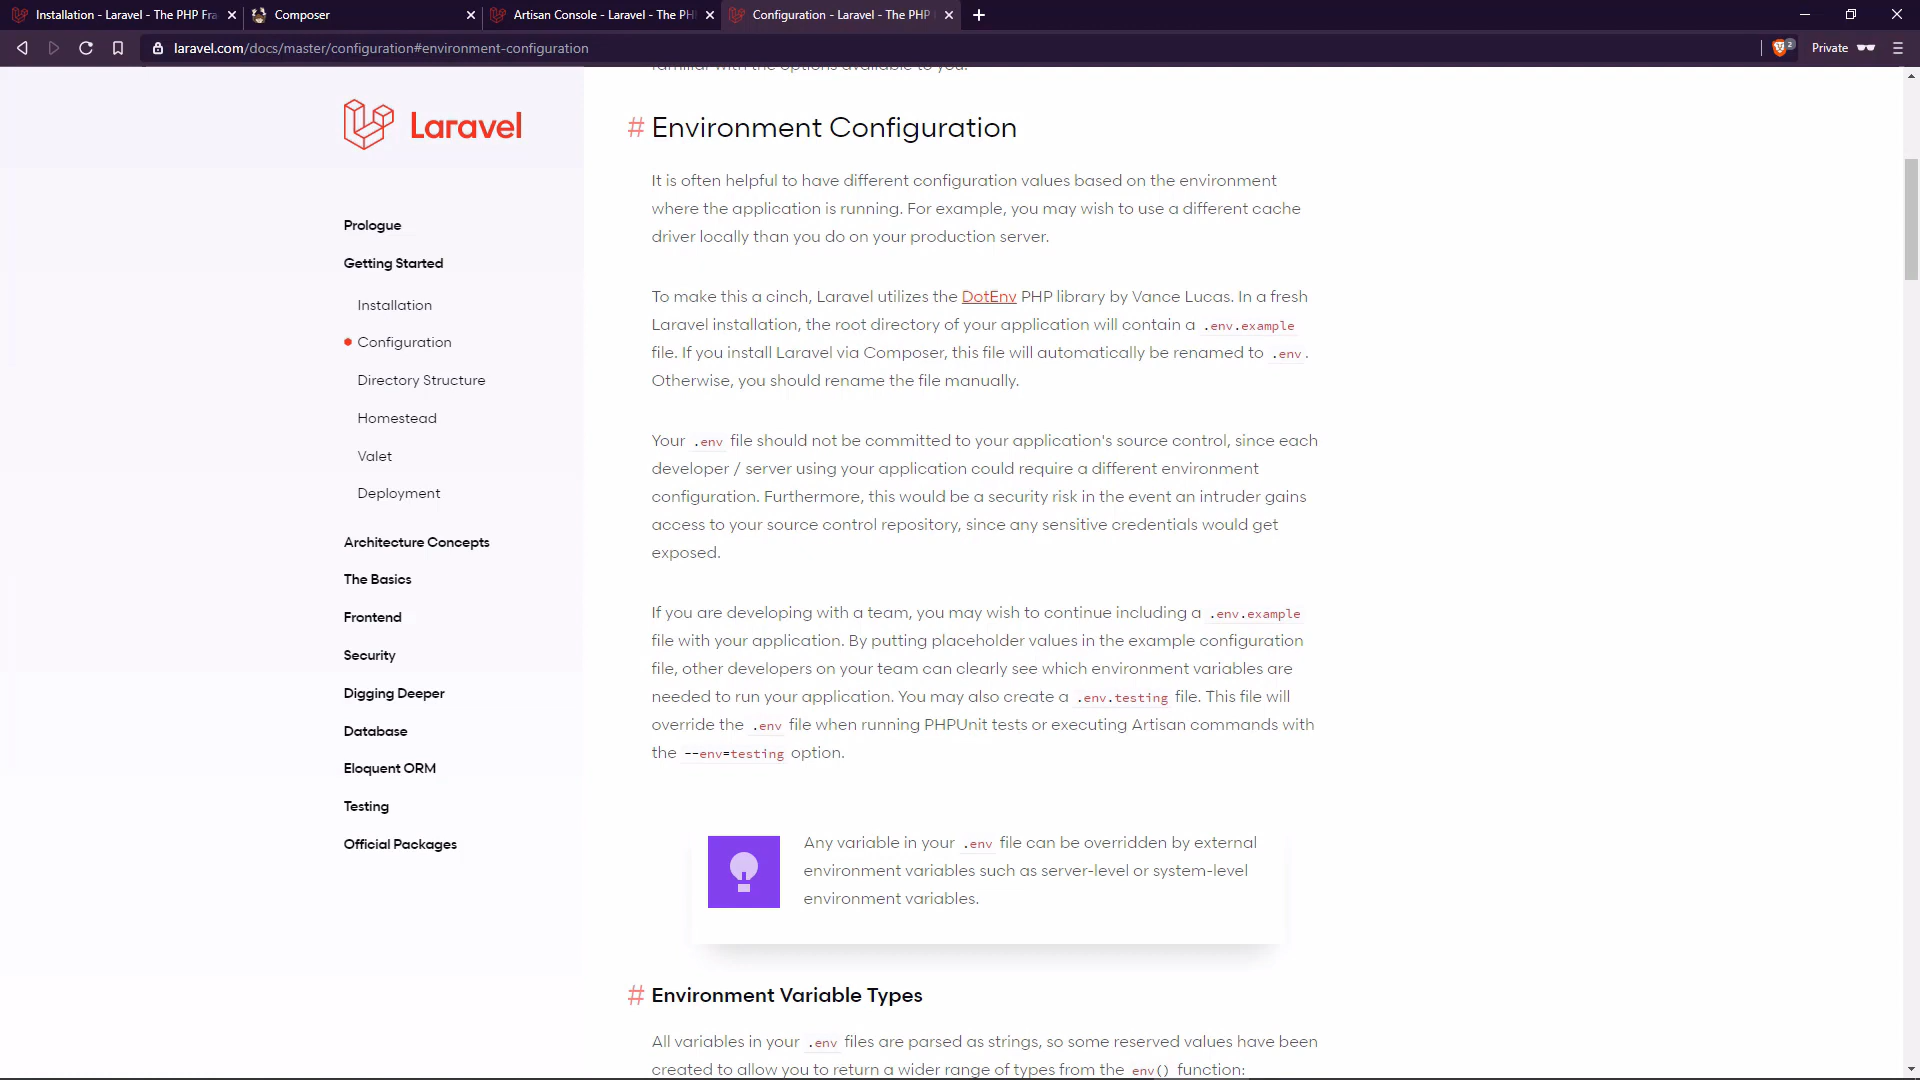 Installation - Laravel - The PHP Fra
Composer
Artisan Console - Laravel - The PH
Configuration - Laravel - The PHP
laravel.com/docs/master/configuration#environment-configuration
2
Private
Laravel
Prologue
Getting Started
Installation
Configuration
Directory Structure
Homestead
Valet
Deployment
Architecture Concepts
The Basics
Frontend
Security
Digging Deeper
Database
Eloquent ORM
Testing
Official Packages
familiar with the options available to you.
# Environment Configuration
It is often helpful to have different configuration values based on the environment
where the application is running. For example, you may wish to use a different cache
driver locally than you do on your production server.
To make this a cinch, Laravel utilizes the DotEnv PHP library by Vance Lucas. In a fresh
Laravel installation, the root directory of your application will contain a .env.example
file. If you install Laravel via Composer, this file will automatically be renamed to .env.
Otherwise, you should rename the file manually.
Your .env file should not be committed to your application's source control, since each
developer / server using your application could require a different environment
configuration. Furthermore, this would be a security risk in the event an intruder gains
access to your source control repository, since any sensitive credentials would get
exposed.
If you are developing with a team, you may wish to continue including a .env.example
file with your application. By putting placeholder values in the example configuration
file, other developers on your team can clearly see which environment variables are
needed to run your application. You may also create a .env.testing file. This file will
override the .env file when running PHPUnit tests or executing Artisan commands with
the --env=testing option.
Any variable in your .env file can be overridden by external
environment variables such as server-level or system-level
environment variables.
# Environment Variable Types
All variables in your .env files are parsed as strings, so some reserved values have been
created to allow you to return a wider range of types from the env() function: